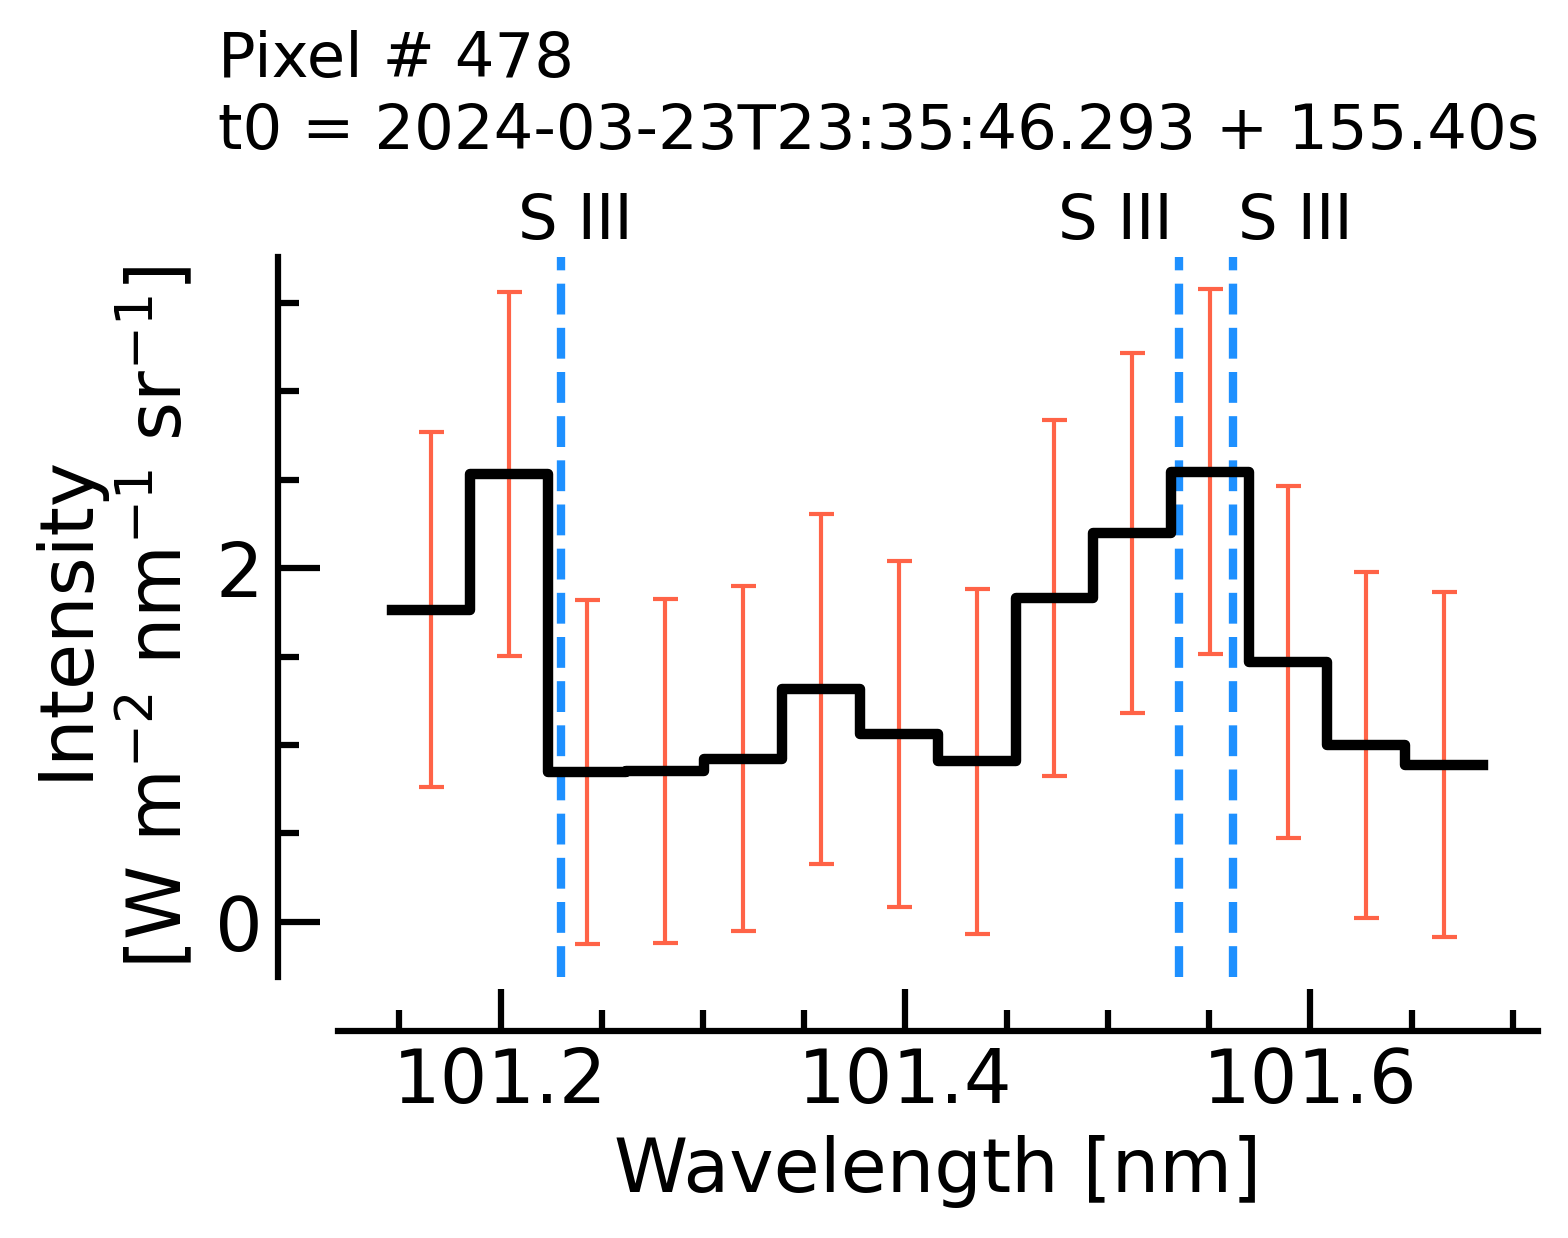 Pixel # 478
t0 = 2024-03-23T23:35:46.293 + 155.40s
S III S III S III
Intensity
[W m⁻² nm⁻¹ sr⁻¹]
2
0
101.2 101.4 101.6
Wavelength [nm]